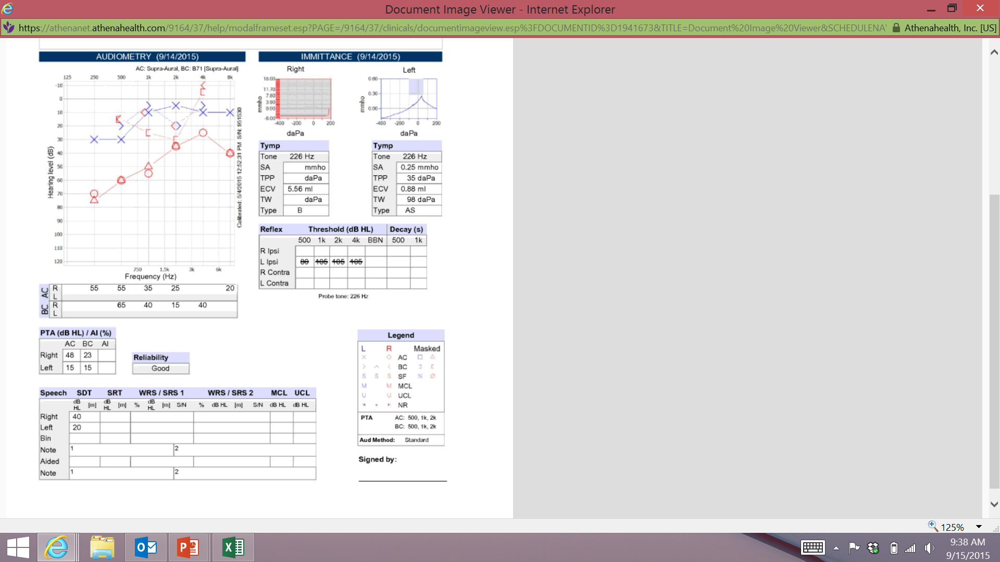 Document Image Viewer - Internet Explorer
https://athenanet.athenahealth.com/9164/37/help/modalframeset.esp?PAGE=/9164/37/clinicals/documentimageview.esp%3FDOCUMENTID%3D1941673&TITLE=Document%20Image%20Viewer&SCHEDULENA
Athenahealth, Inc. [US]
AUDIOMETRY (9/14/2015)
AC: Supra-Aural, BC: B71 [Supra-Aural]
125 250 500 1k 2k 4k 8k
-10
0
10
20
30
40
50
60
70
80
90
100
110
120
Hearing level (dB)
750 1.5k 3k 6k
Frequency (Hz)
Calibrated: 5/4/2015 12:52:31 PM S/N: 951530
AC R 55 55 35 25 20
L
BC R 65 40 15 40
L
PTA (dB HL) / AI (%)
AC BC AI
Right 48 23
Left 15 15
Reliability
Good
Speech SDT SRT WRS / SRS 1 WRS / SRS 2 MCL UCL
dB HL [m] dB HL [m] % dB HL [m] S/N % dB HL [m] S/N dB HL dB HL
Right 40
Left 20
Bin
Note 1 2
Aided
Note 1 2
IMMITTANCE (9/14/2015)
Right
18.00
11.70
7.80
3.90
0.00
-6.00
mmho
-400 -200 0 200
daPa
Left
0.60
0.30
0.00
mmho
-400 -200 0 200
daPa
Tymp
Tone 226 Hz
SA mmho
TPP daPa
ECV 5.56 ml
TW daPa
Type B
Tymp
Tone 226 Hz
SA 0.25 mmho
TPP 35 daPa
ECV 0.88 ml
TW 98 daPa
Type AS
Reflex Threshold (dB HL) Decay (s)
500 1k 2k 4k BBN 500 1k
R Ipsi
L Ipsi 80 105 105 105
R Contra
L Contra
Probe tone: 226 Hz
Legend
L R Masked
AC
BC
S S S SF
M M MCL
U U UCL
NR
PTA AC: 500, 1k, 2k
BC: 500, 1k, 2k
Aud Method: Standard
Signed by:
125%
9:38 AM
9/15/2015